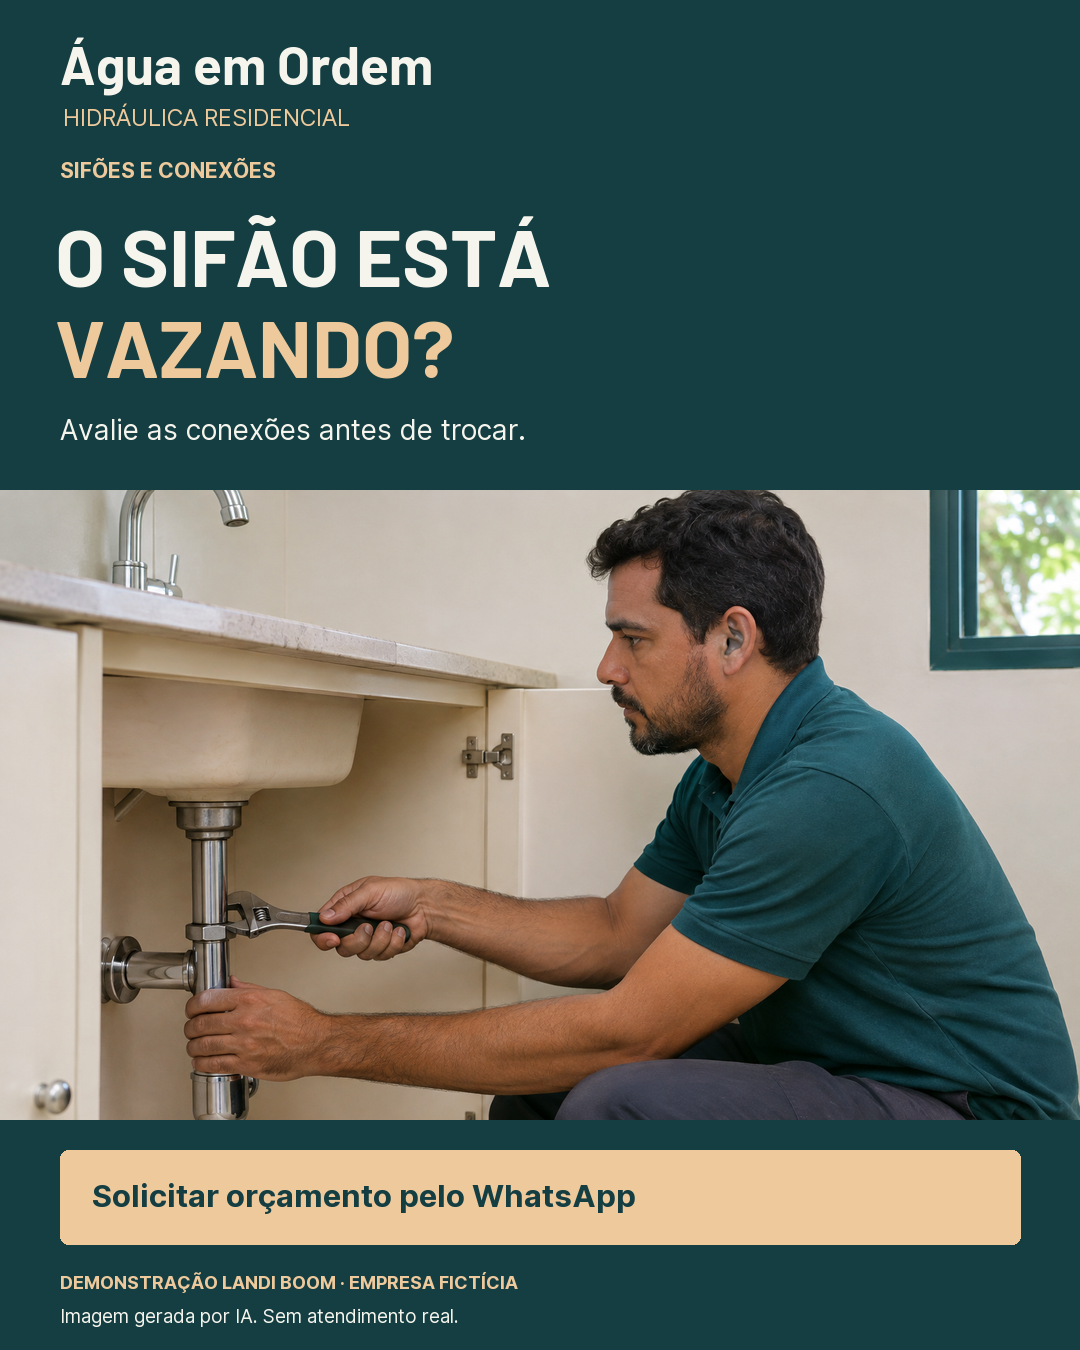 Água em Ordem
HIDRÁULICA RESIDENCIAL
SIFÕES E CONEXÕES
O SIFÃO ESTÁ
VAZANDO?
Avalie as conexões antes de trocar.
Solicitar orçamento pelo WhatsApp
DEMONSTRAÇÃO LANDI BOOM · EMPRESA FICTÍCIA
Imagem gerada por IA. Sem atendimento real.